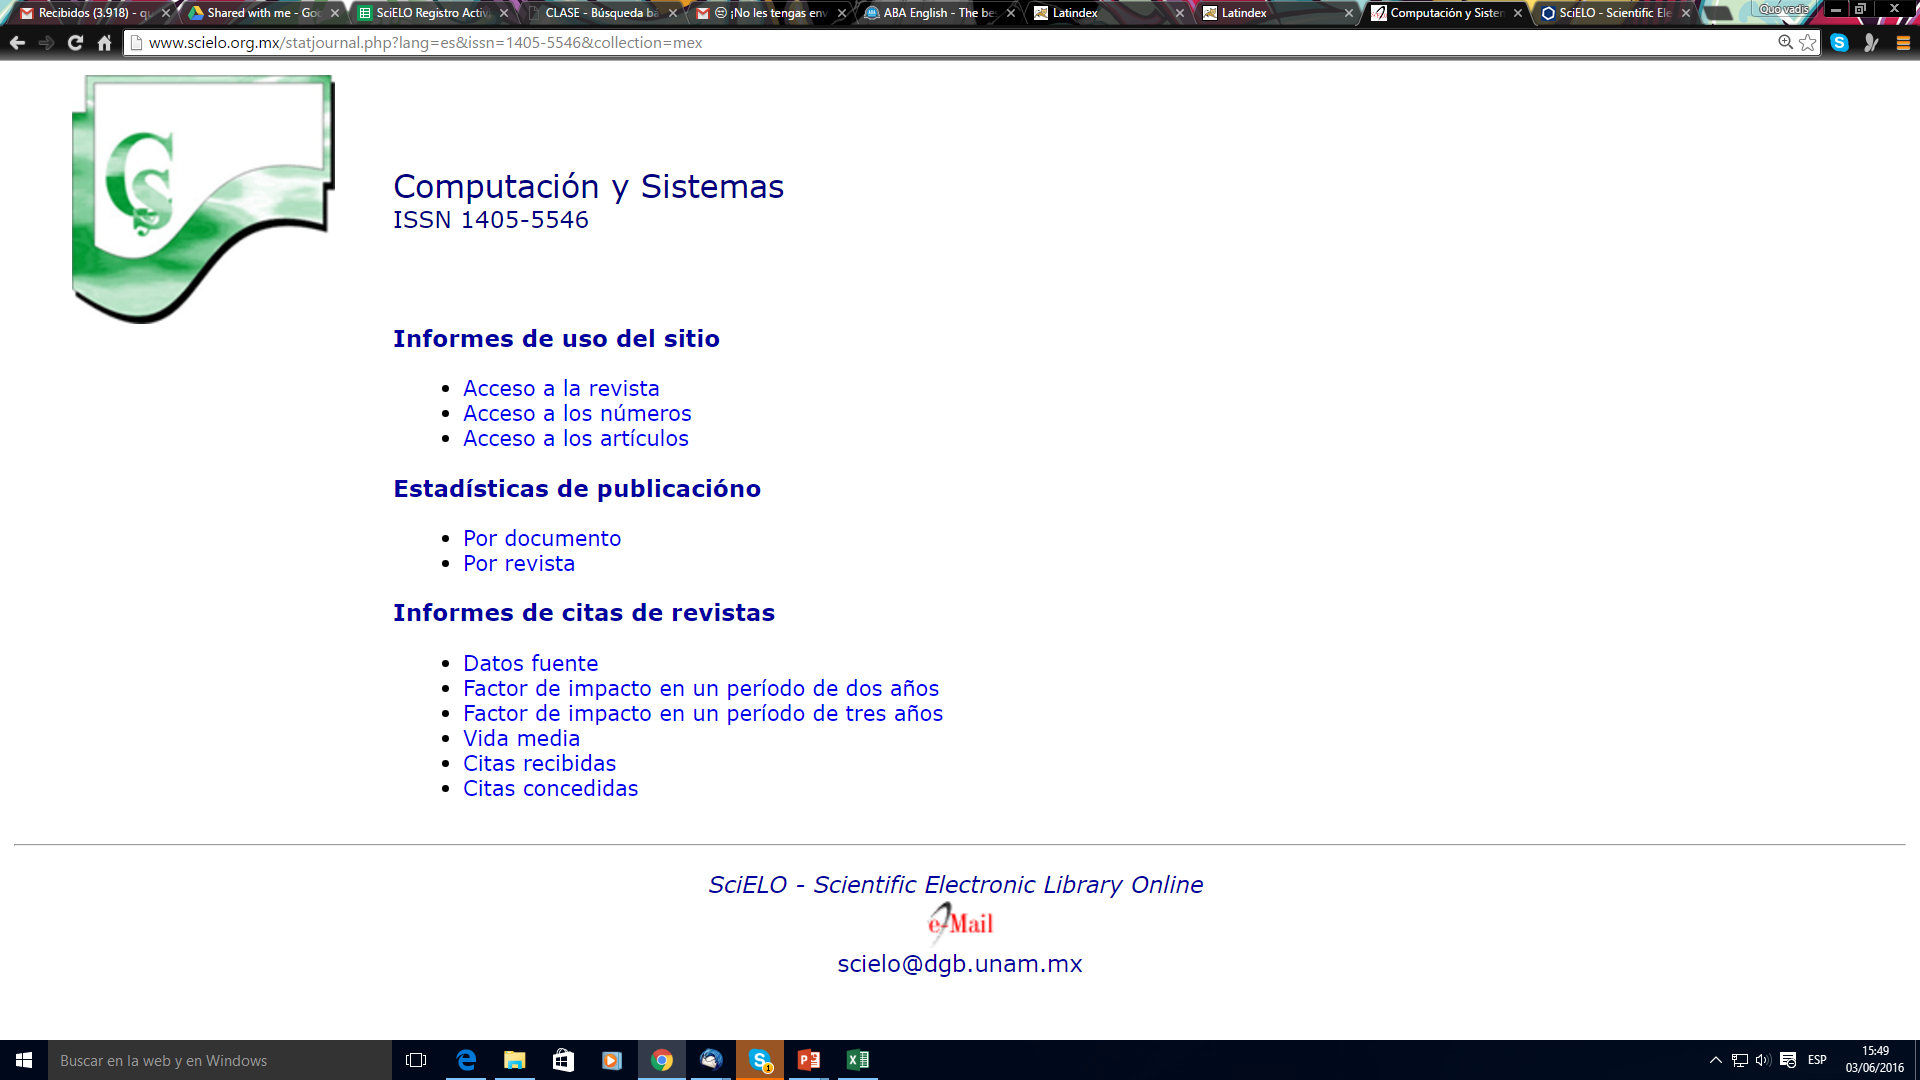 Recibidos (3.918) - qu
Shared with me - Goo
SciELO Registro Activ
CLASE - Búsqueda bá
¡No les tengas env
ABA English - The be
Latindex
Latindex
Computación y Sisten
SciELO - Scientific Ele
Quo vadis
www.scielo.org.mx/statjournal.php?lang=es&issn=1405-5546&collection=mex
Computación y Sistemas
ISSN 1405-5546
Informes de uso del sitio
Acceso a la revista
Acceso a los números
Acceso a los artículos
Estadísticas de publicacióno
Por documento
Por revista
Informes de citas de revistas
Datos fuente
Factor de impacto en un período de dos años
Factor de impacto en un período de tres años
Vida media
Citas recibidas
Citas concedidas
SciELO - Scientific Electronic Library Online
e-Mail
scielo@dgb.unam.mx
Buscar en la web y en Windows
ESP
15:49
03/06/2016